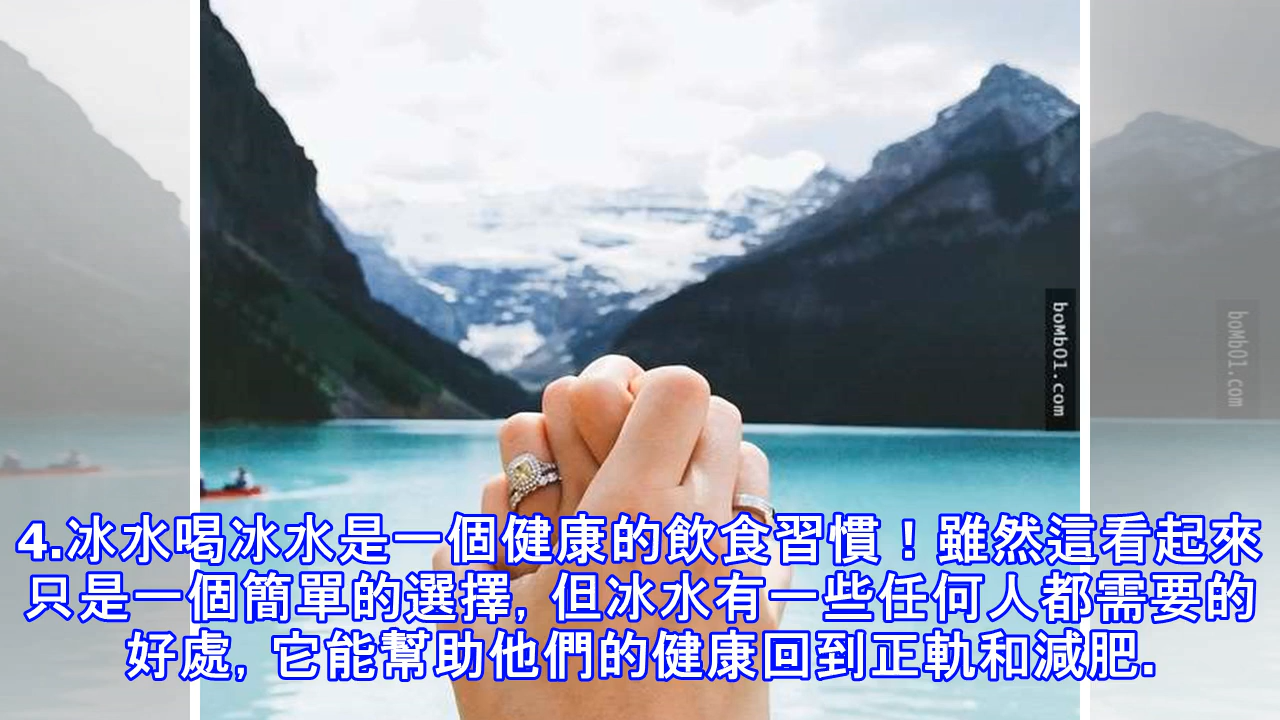 boMb01.com
boMb01.com
4.冰水喝冰水是一個健康的飲食習慣！雖然這看起來
只是一個簡單的選擇, 但冰水有一些任何人都需要的
好處, 它能幫助他們的健康回到正軌和減肥.